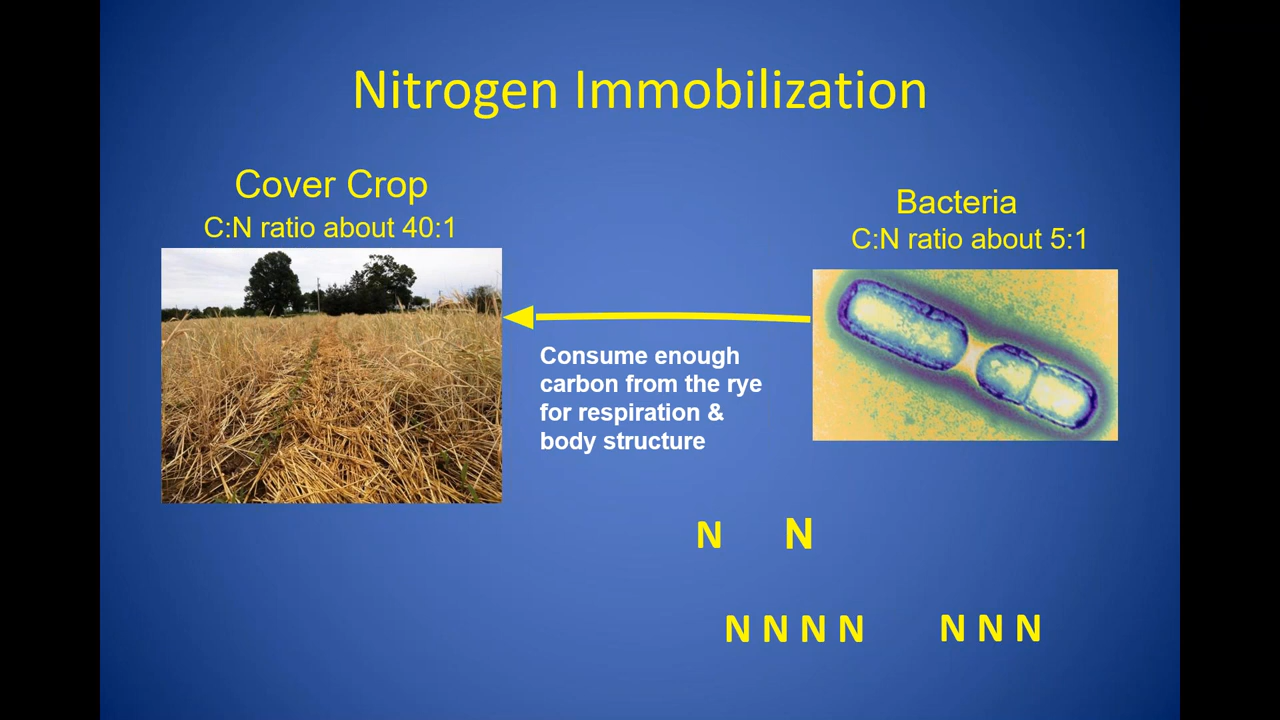 Nitrogen Immobilization
Cover Crop
C:N ratio about 40:1
Bacteria
C:N ratio about 5:1
Consume enough
carbon from the rye
for respiration &
body structure
N N
N N N N N N N